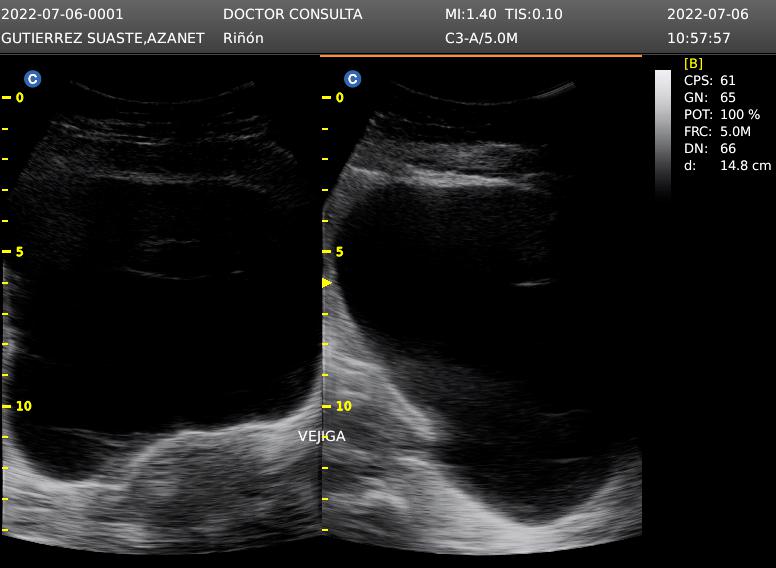 2022-07-06-0001 DOCTOR CONSULTA MI:1.40 TIS:0.10 2022-07-06
GUTIERREZ SUASTE,AZANET Riñón C3-A/5.0M 10:57:57
[B]
CPS: 61
GN: 65
POT: 100 %
FRC: 5.0M
DN: 66
d: 14.8 cm
C C
0 0
5 5
10 10
VEJIGA